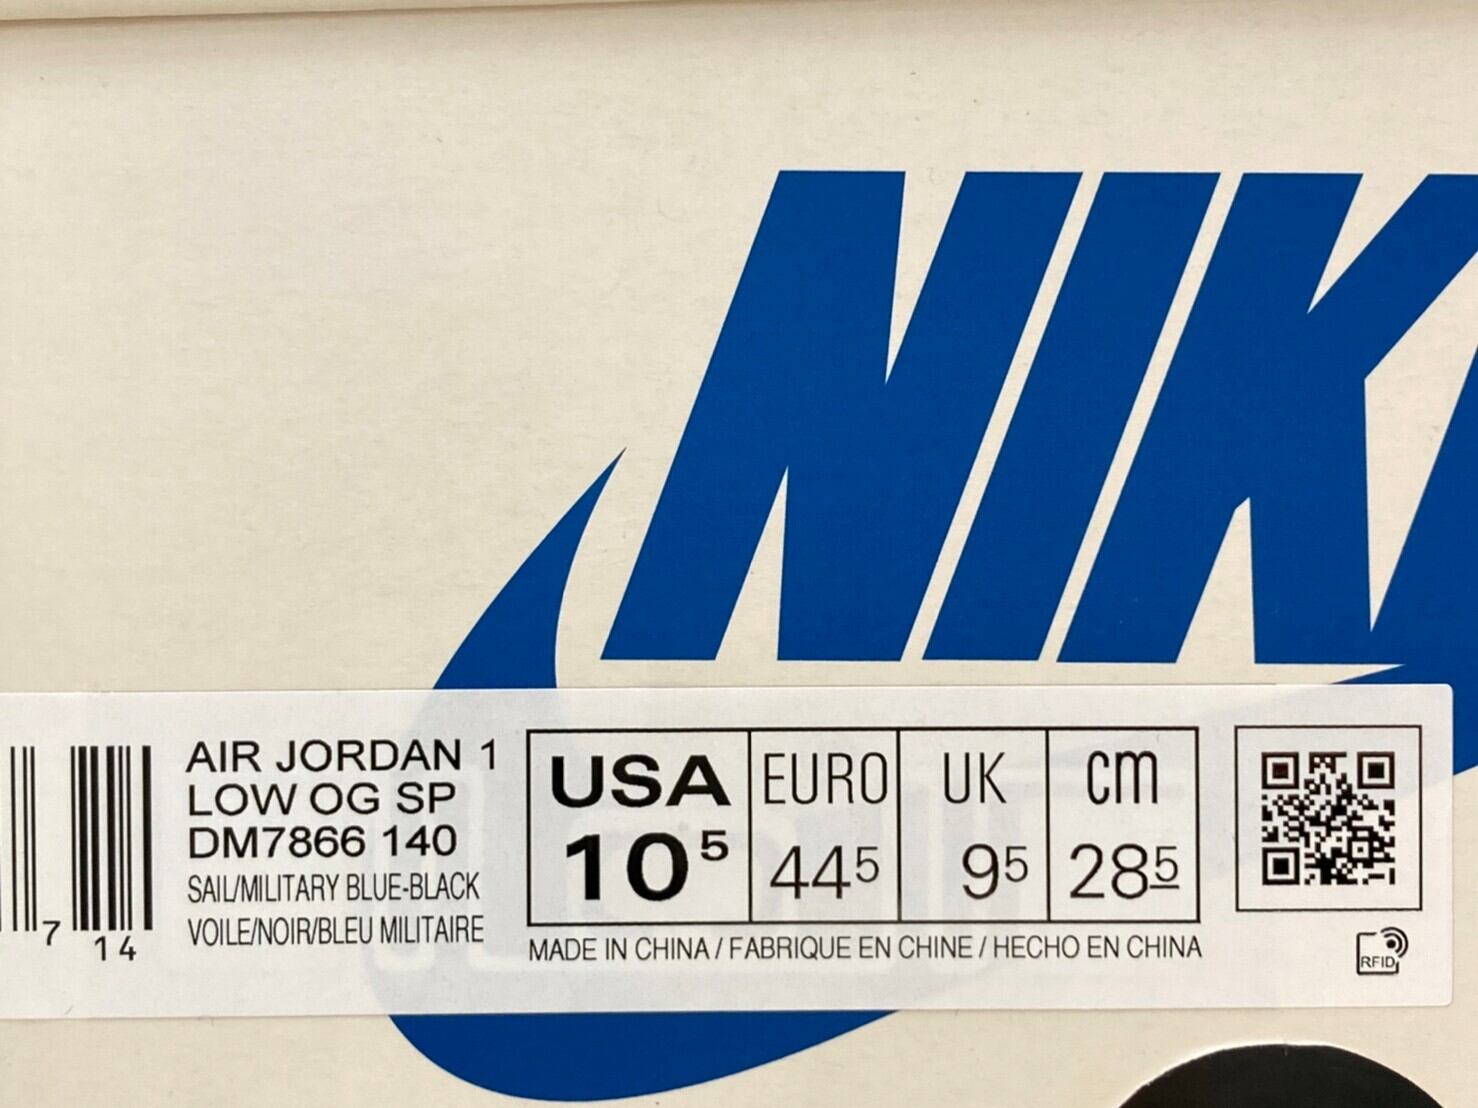 NIK
AIR JORDAN 1
LOW OG SP
DM7866 140
SAIL/MILITARY BLUE-BLACK
VOILE/NOIR/BLEU MILITAIRE
7 14
USA EURO UK cm
10⁵ 44⁵ 9⁵ 28⁵
MADE IN CHINA / FABRIQUE EN CHINE / HECHO EN CHINA
RFID